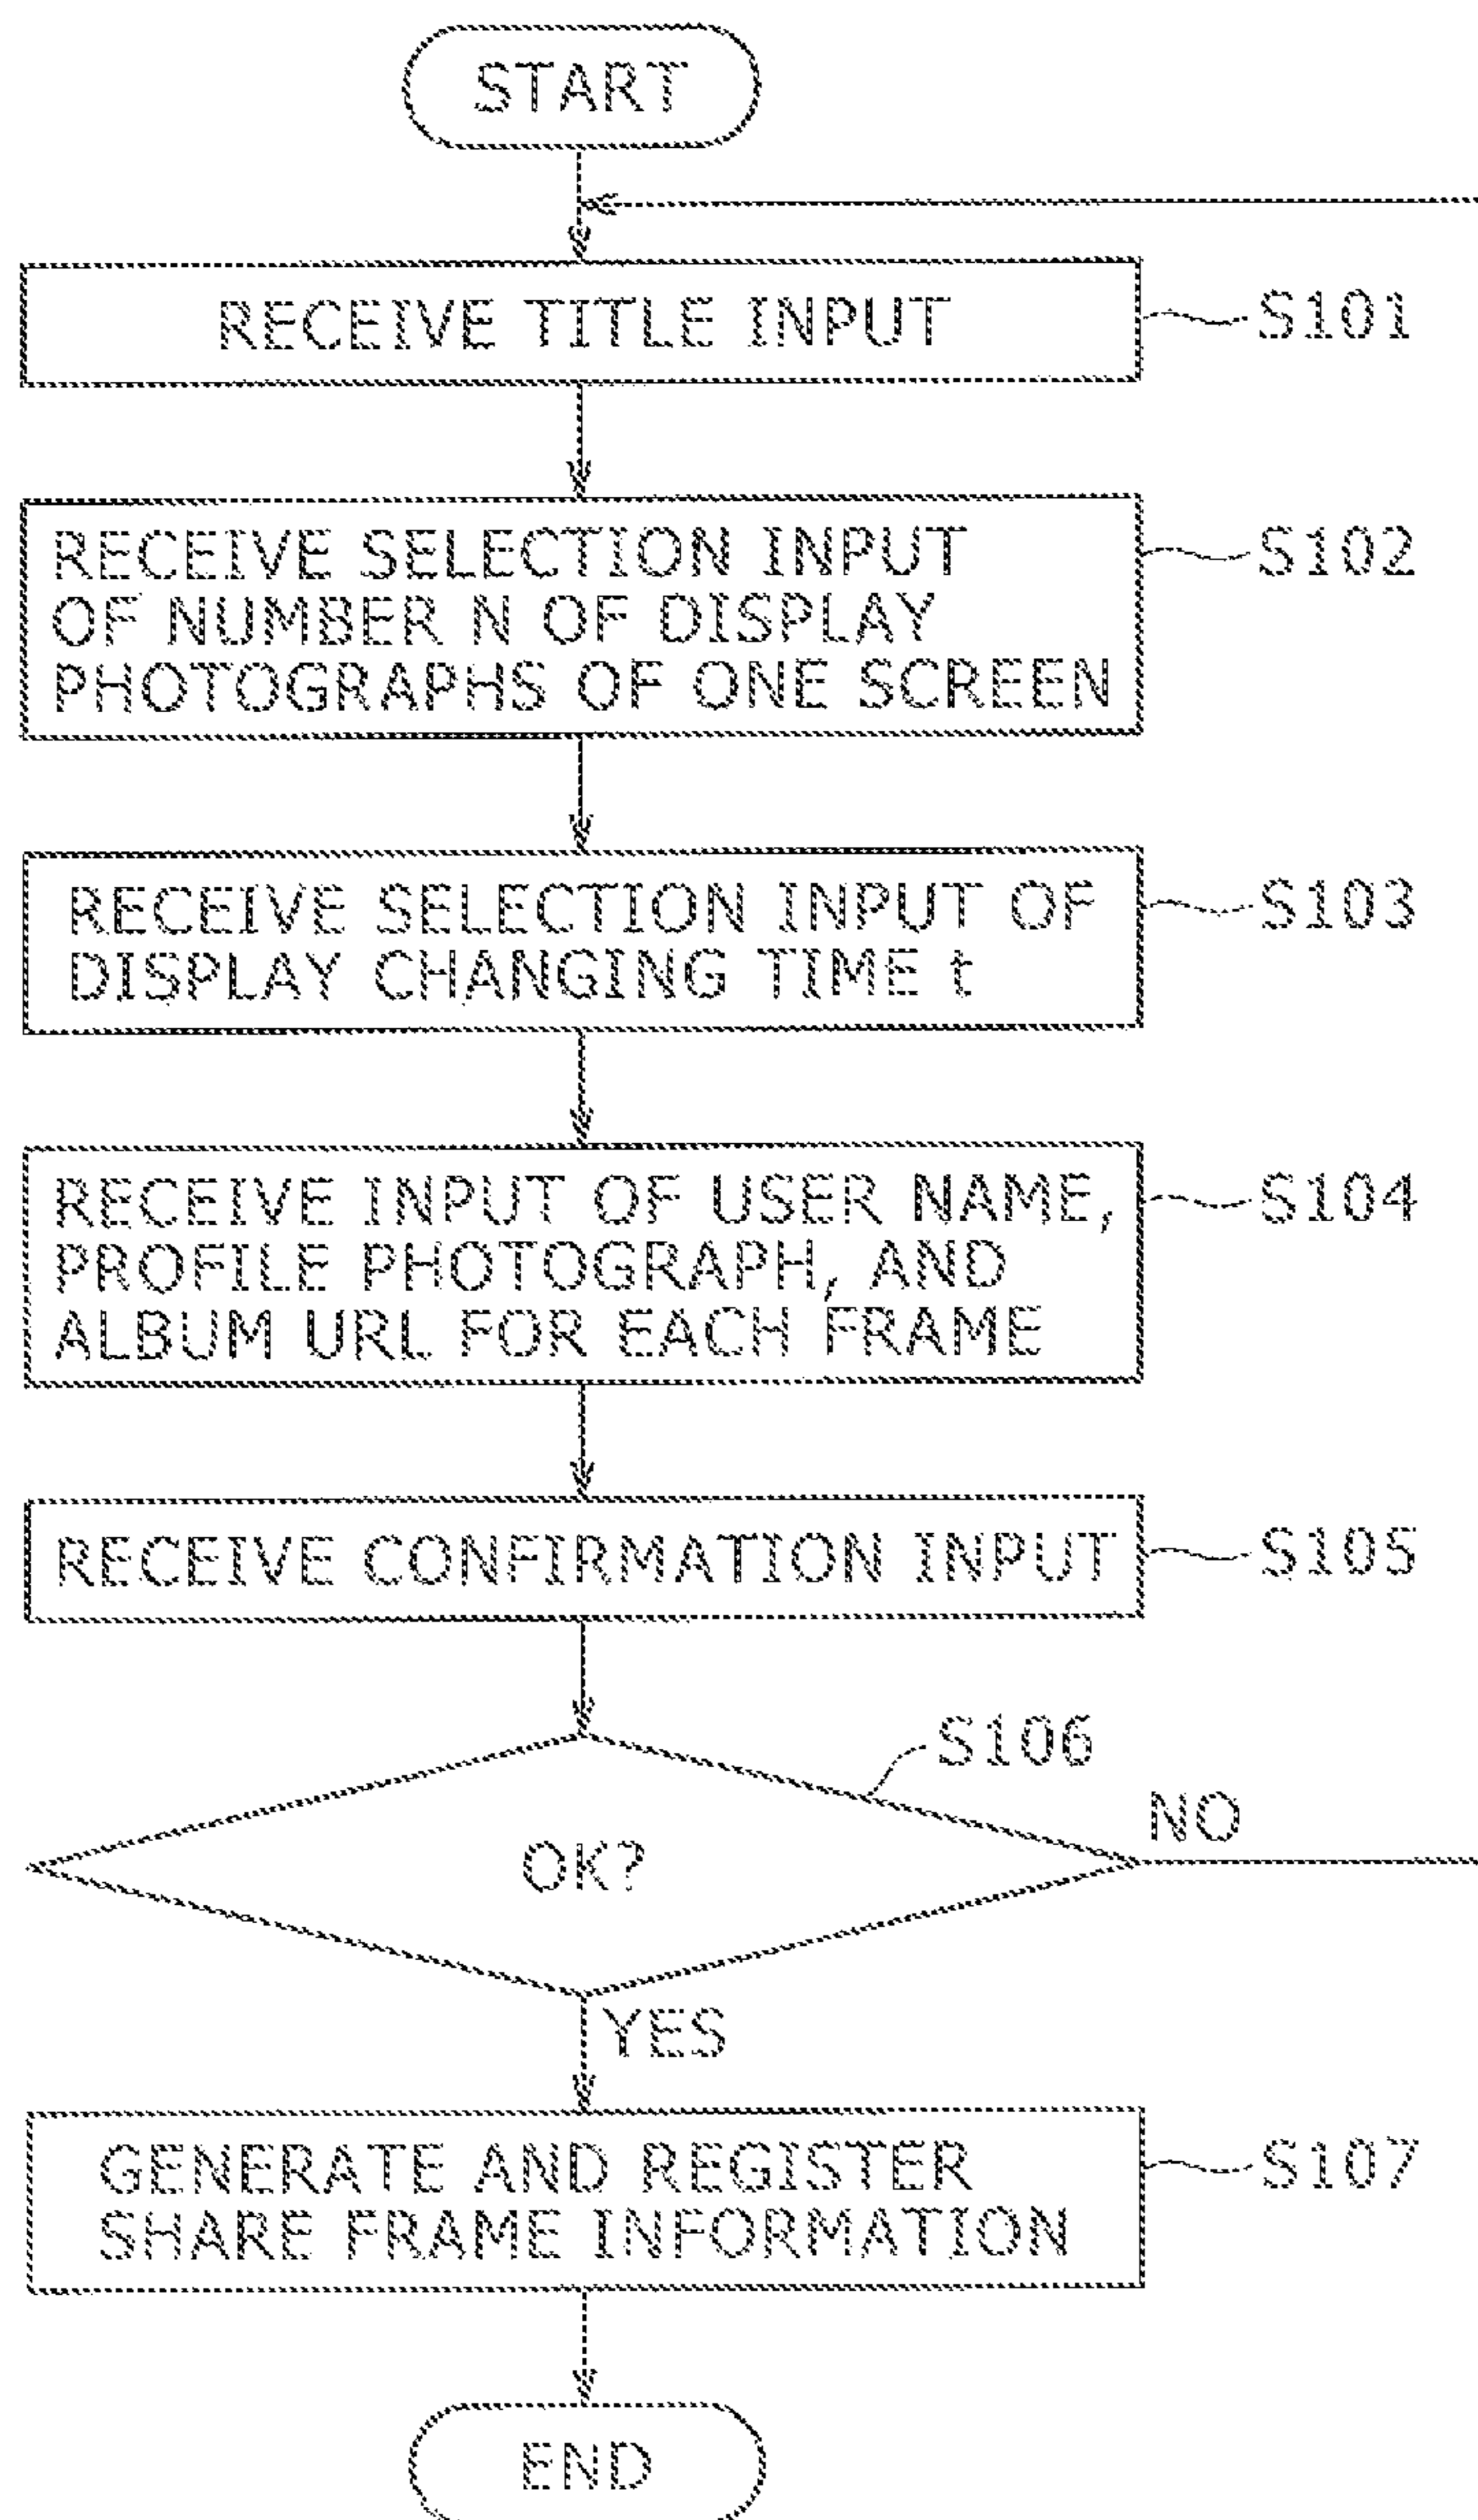 START
RECEIVE TITLE INPUT
S101
RECEIVE SELECTION INPUT
OF NUMBER N OF DISPLAY
PHOTOGRAPHS OF ONE SCREEN
S102
RECEIVE SELECTION INPUT OF
DISPLAY CHANGING TIME t
S103
RECEIVE INPUT OF USER NAME,
PROFILE PHOTOGRAPH, AND
ALBUM URL FOR EACH FRAME
S104
RECEIVE CONFIRMATION INPUT
S105
S106
OK?
NO
YES
GENERATE AND REGISTER
SHARE FRAME INFORMATION
S107
END